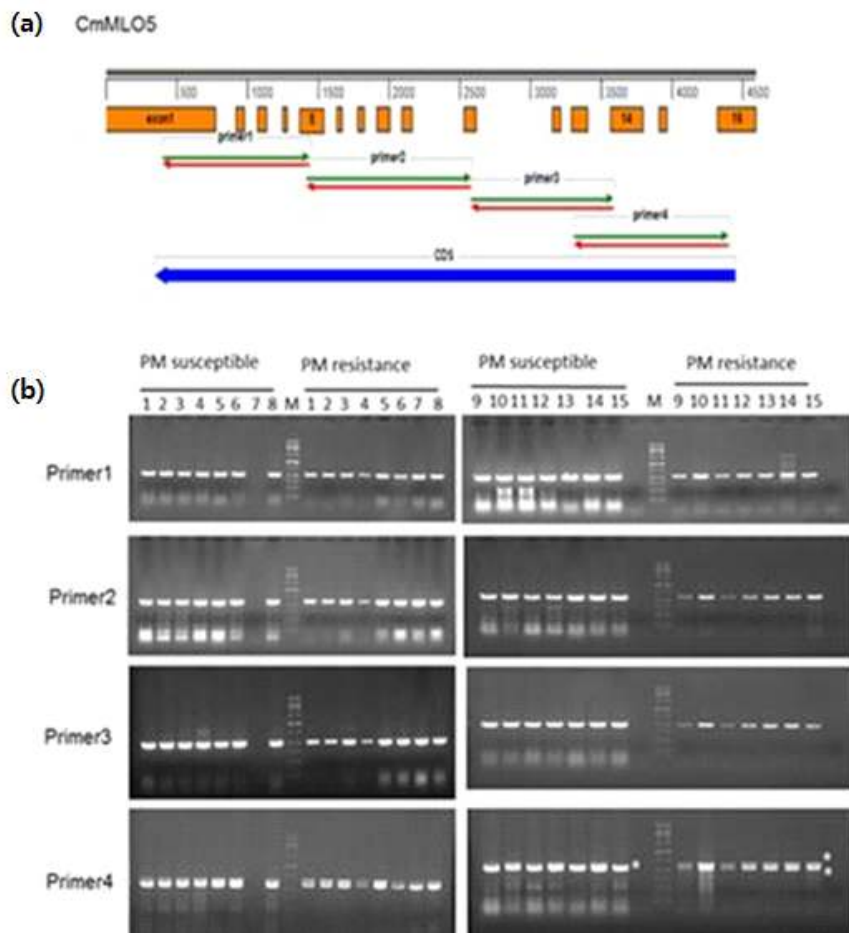 (a) CmMLO5
500 1000 1500 2000 2500 3000 3500 4000 4500
exon1 14
primer1
primer2
primer3
primer4
CDS
(b)
PM susceptible PM resistance PM susceptible PM resistance
1 2 3 4 5 6 7 8 M 1 2 3 4 5 6 7 8 9 10 11 12 13 14 15 M 9 10 11 12 13 14 15
Primer1
Primer2
Primer3
Primer4